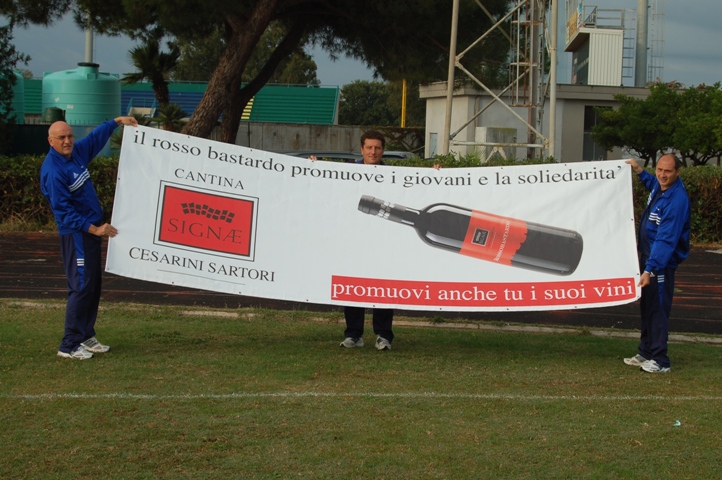 il rosso bastardo promuove i giovani e la soliedarita'
CANTINA
SIGNÆ
CESARINI SARTORI
promuovi anche tu i suoi vini